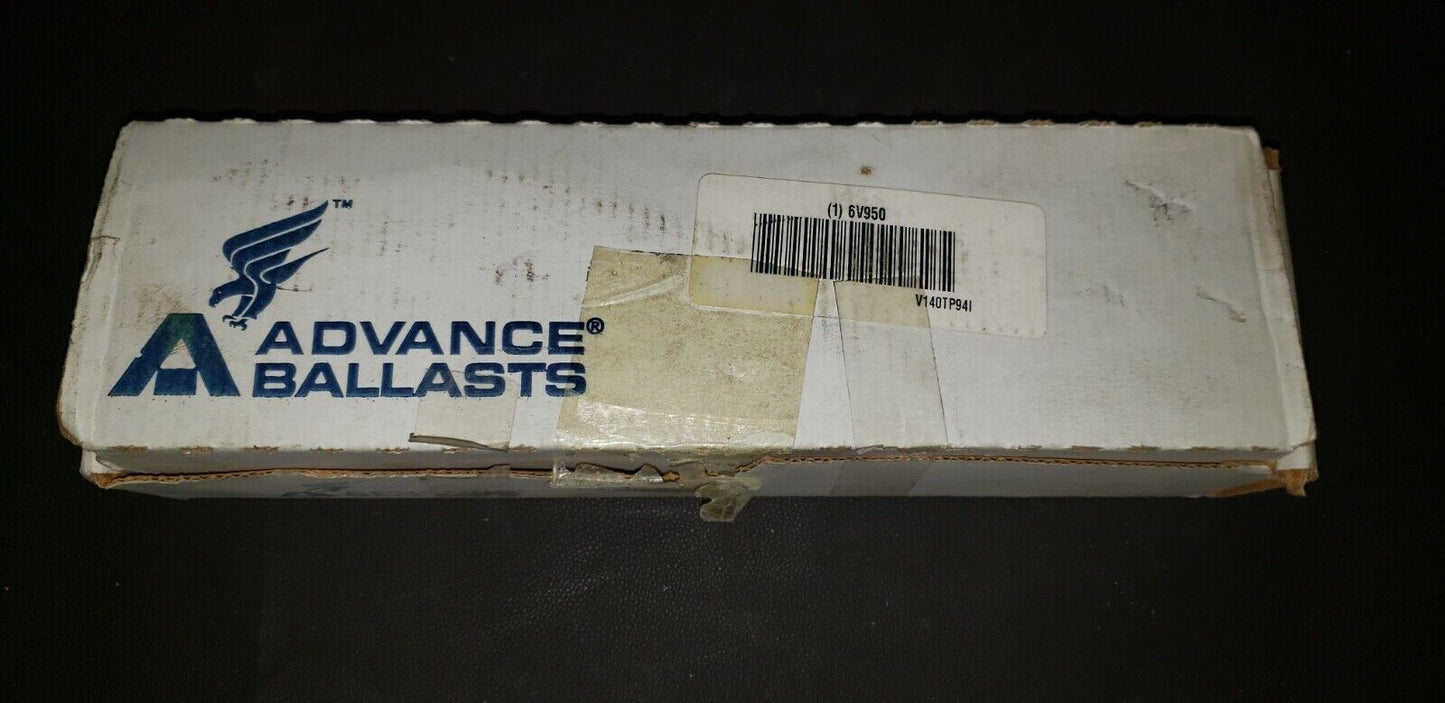 ™
ADVANCE®
BALLASTS
(1) 6V950
V140TP94I